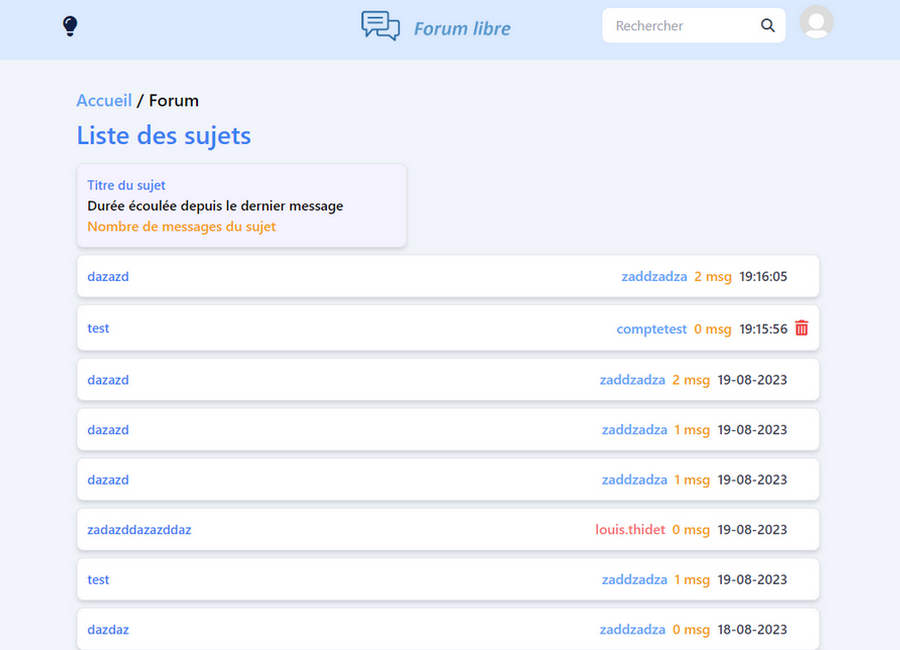 Forum libre
Rechercher
Accueil / Forum
Liste des sujets
Titre du sujet
Durée écoulée depuis le dernier message
Nombre de messages du sujet
dazazd zaddzadza 2 msg 19:16:05
test comptetest 0 msg 19:15:56
dazazd zaddzadza 2 msg 19-08-2023
dazazd zaddzadza 1 msg 19-08-2023
dazazd zaddzadza 1 msg 19-08-2023
zadazddazazddaz louis.thidet 0 msg 19-08-2023
test zaddzadza 1 msg 19-08-2023
dazdaz zaddzadza 0 msg 18-08-2023